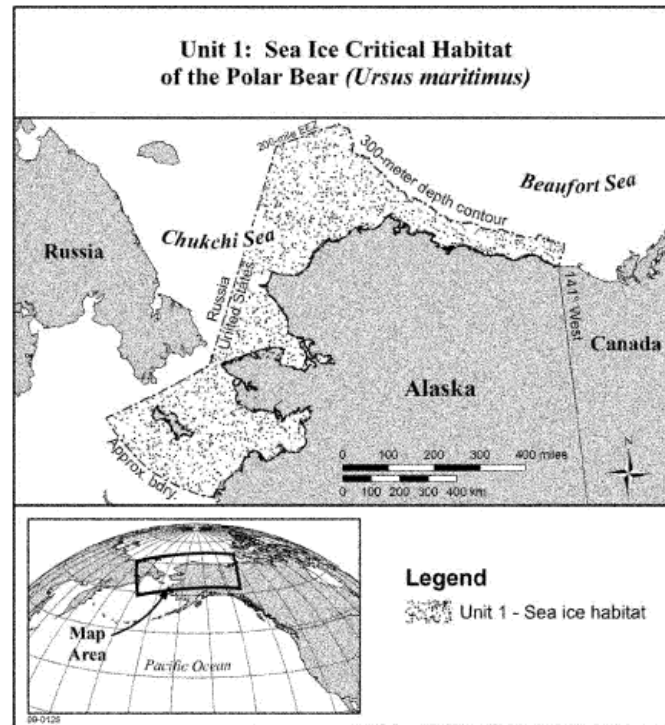 Unit 1: Sea Ice Critical Habitat
of the Polar Bear (Ursus maritimus)
200-mile EEZ
300-meter depth contour
Beaufort Sea
Chukchi Sea
Russia
Russia
United States
141° West
Canada
Alaska
Approx. bdry.
0 100 200 300 400 miles
0 100 200 300 400 km
N
Legend
Unit 1 - Sea ice habitat
Map
Area
Pacific Ocean
09-0126